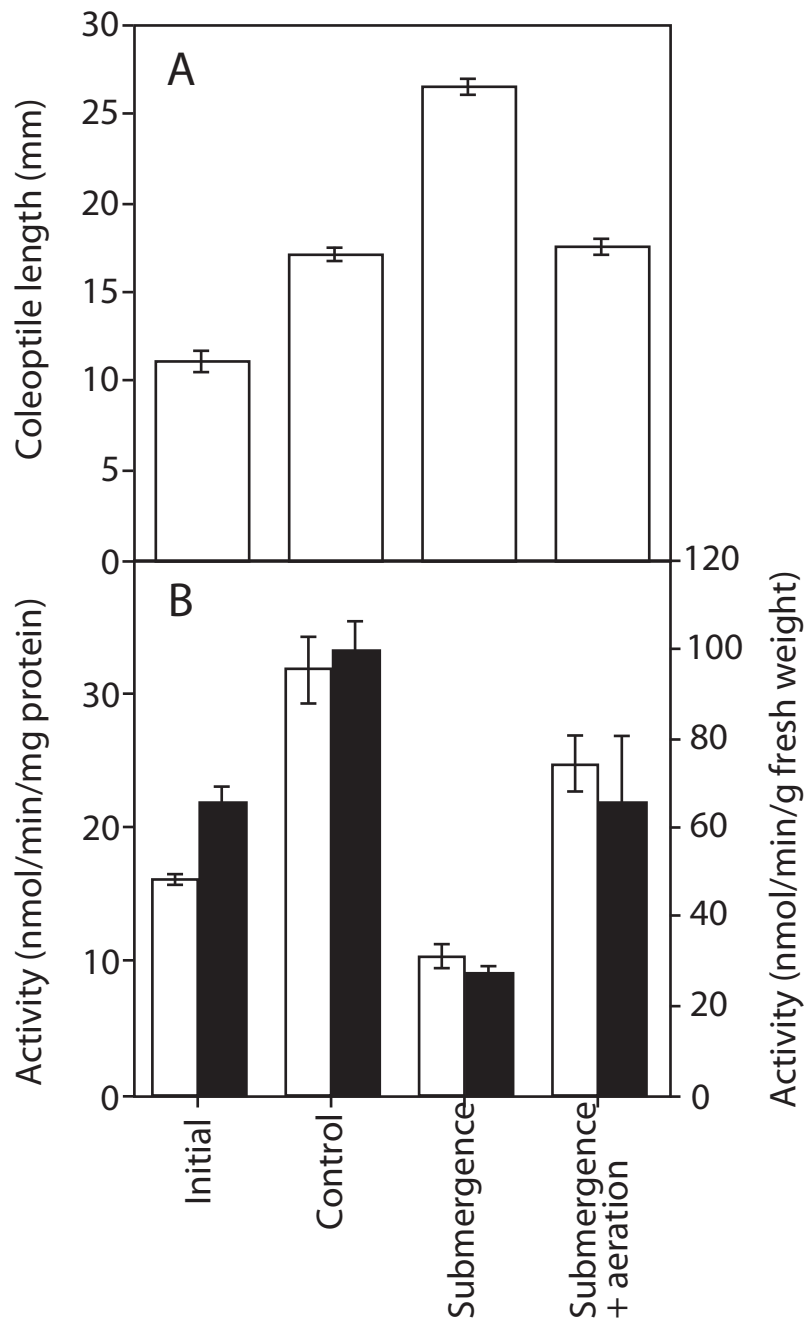 A
Coleoptile length (mm)
30
25
20
15
10
5
0
B
Activity (nmol/min/mg protein)
30
20
10
0
120
100
80
60
40
20
0
Activity (nmol/min/g fresh weight)
Initial
Control
Submergence
Submergence
+ aeration